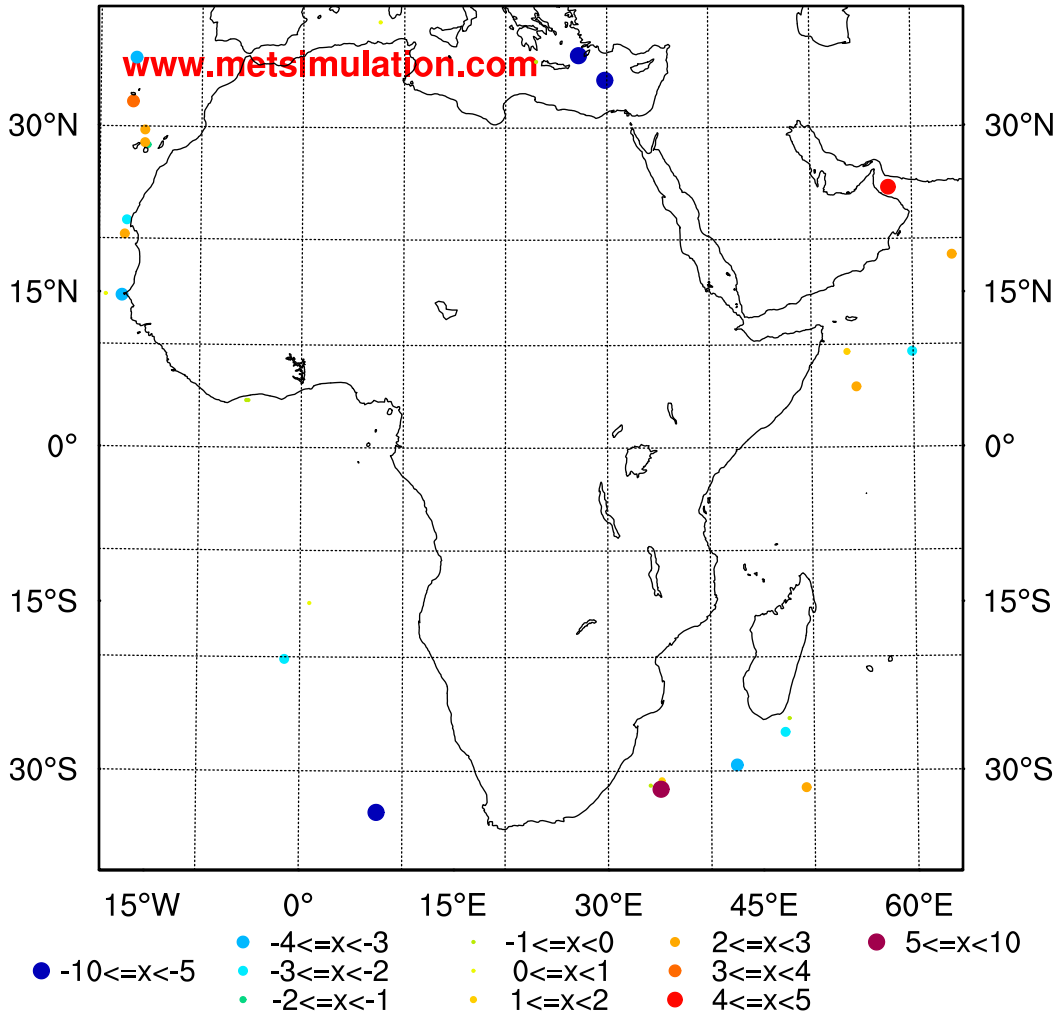 www.metsimulation.com
30°N 30°N
15°N 15°N
0° 0°
15°S 15°S
30°S 30°S
15°W 0° 15°E 30°E 45°E 60°E
-4<=x<-3 -1<=x<0 2<=x<3 5<=x<10
-10<=x<-5 -3<=x<-2 0<=x<1 3<=x<4
-2<=x<-1 1<=x<2 4<=x<5